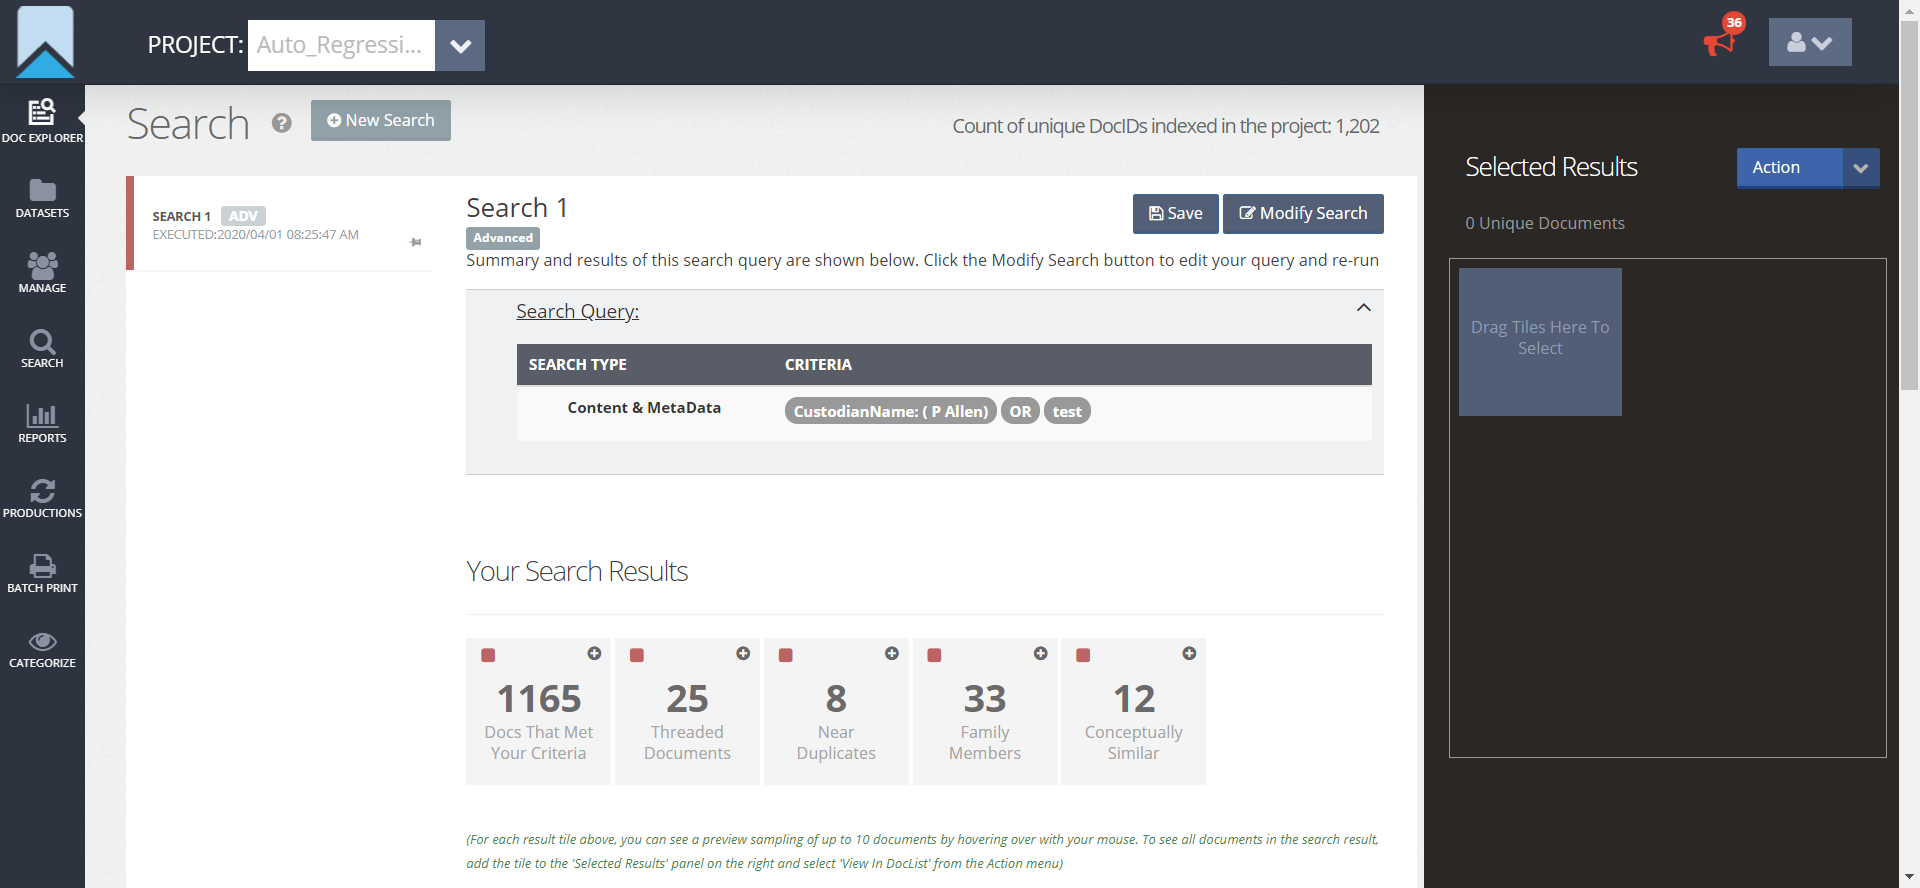 PROJECT: Auto_Regressi...
36
DOC EXPLORER
DATASETS
MANAGE
SEARCH
REPORTS
PRODUCTIONS
BATCH PRINT
CATEGORIZE
Search
New Search
Count of unique DocIDs indexed in the project: 1,202
SEARCH 1 ADV
EXECUTED:2020/04/01 08:25:47 AM
Search 1
Advanced
Save
Modify Search
Summary and results of this search query are shown below. Click the Modify Search button to edit your query and re-run
Search Query:
SEARCH TYPE CRITERIA
Content & MetaData CustodianName: ( P Allen) OR test
Your Search Results
1165
Docs That Met
Your Criteria
25
Threaded
Documents
8
Near
Duplicates
33
Family
Members
12
Conceptually
Similar
(For each result tile above, you can see a preview sampling of up to 10 documents by hovering over with your mouse. To see all documents in the search result,
add the tile to the 'Selected Results' panel on the right and select 'View In DocList' from the Action menu)
Selected Results
Action
0 Unique Documents
Drag Tiles Here To
Select